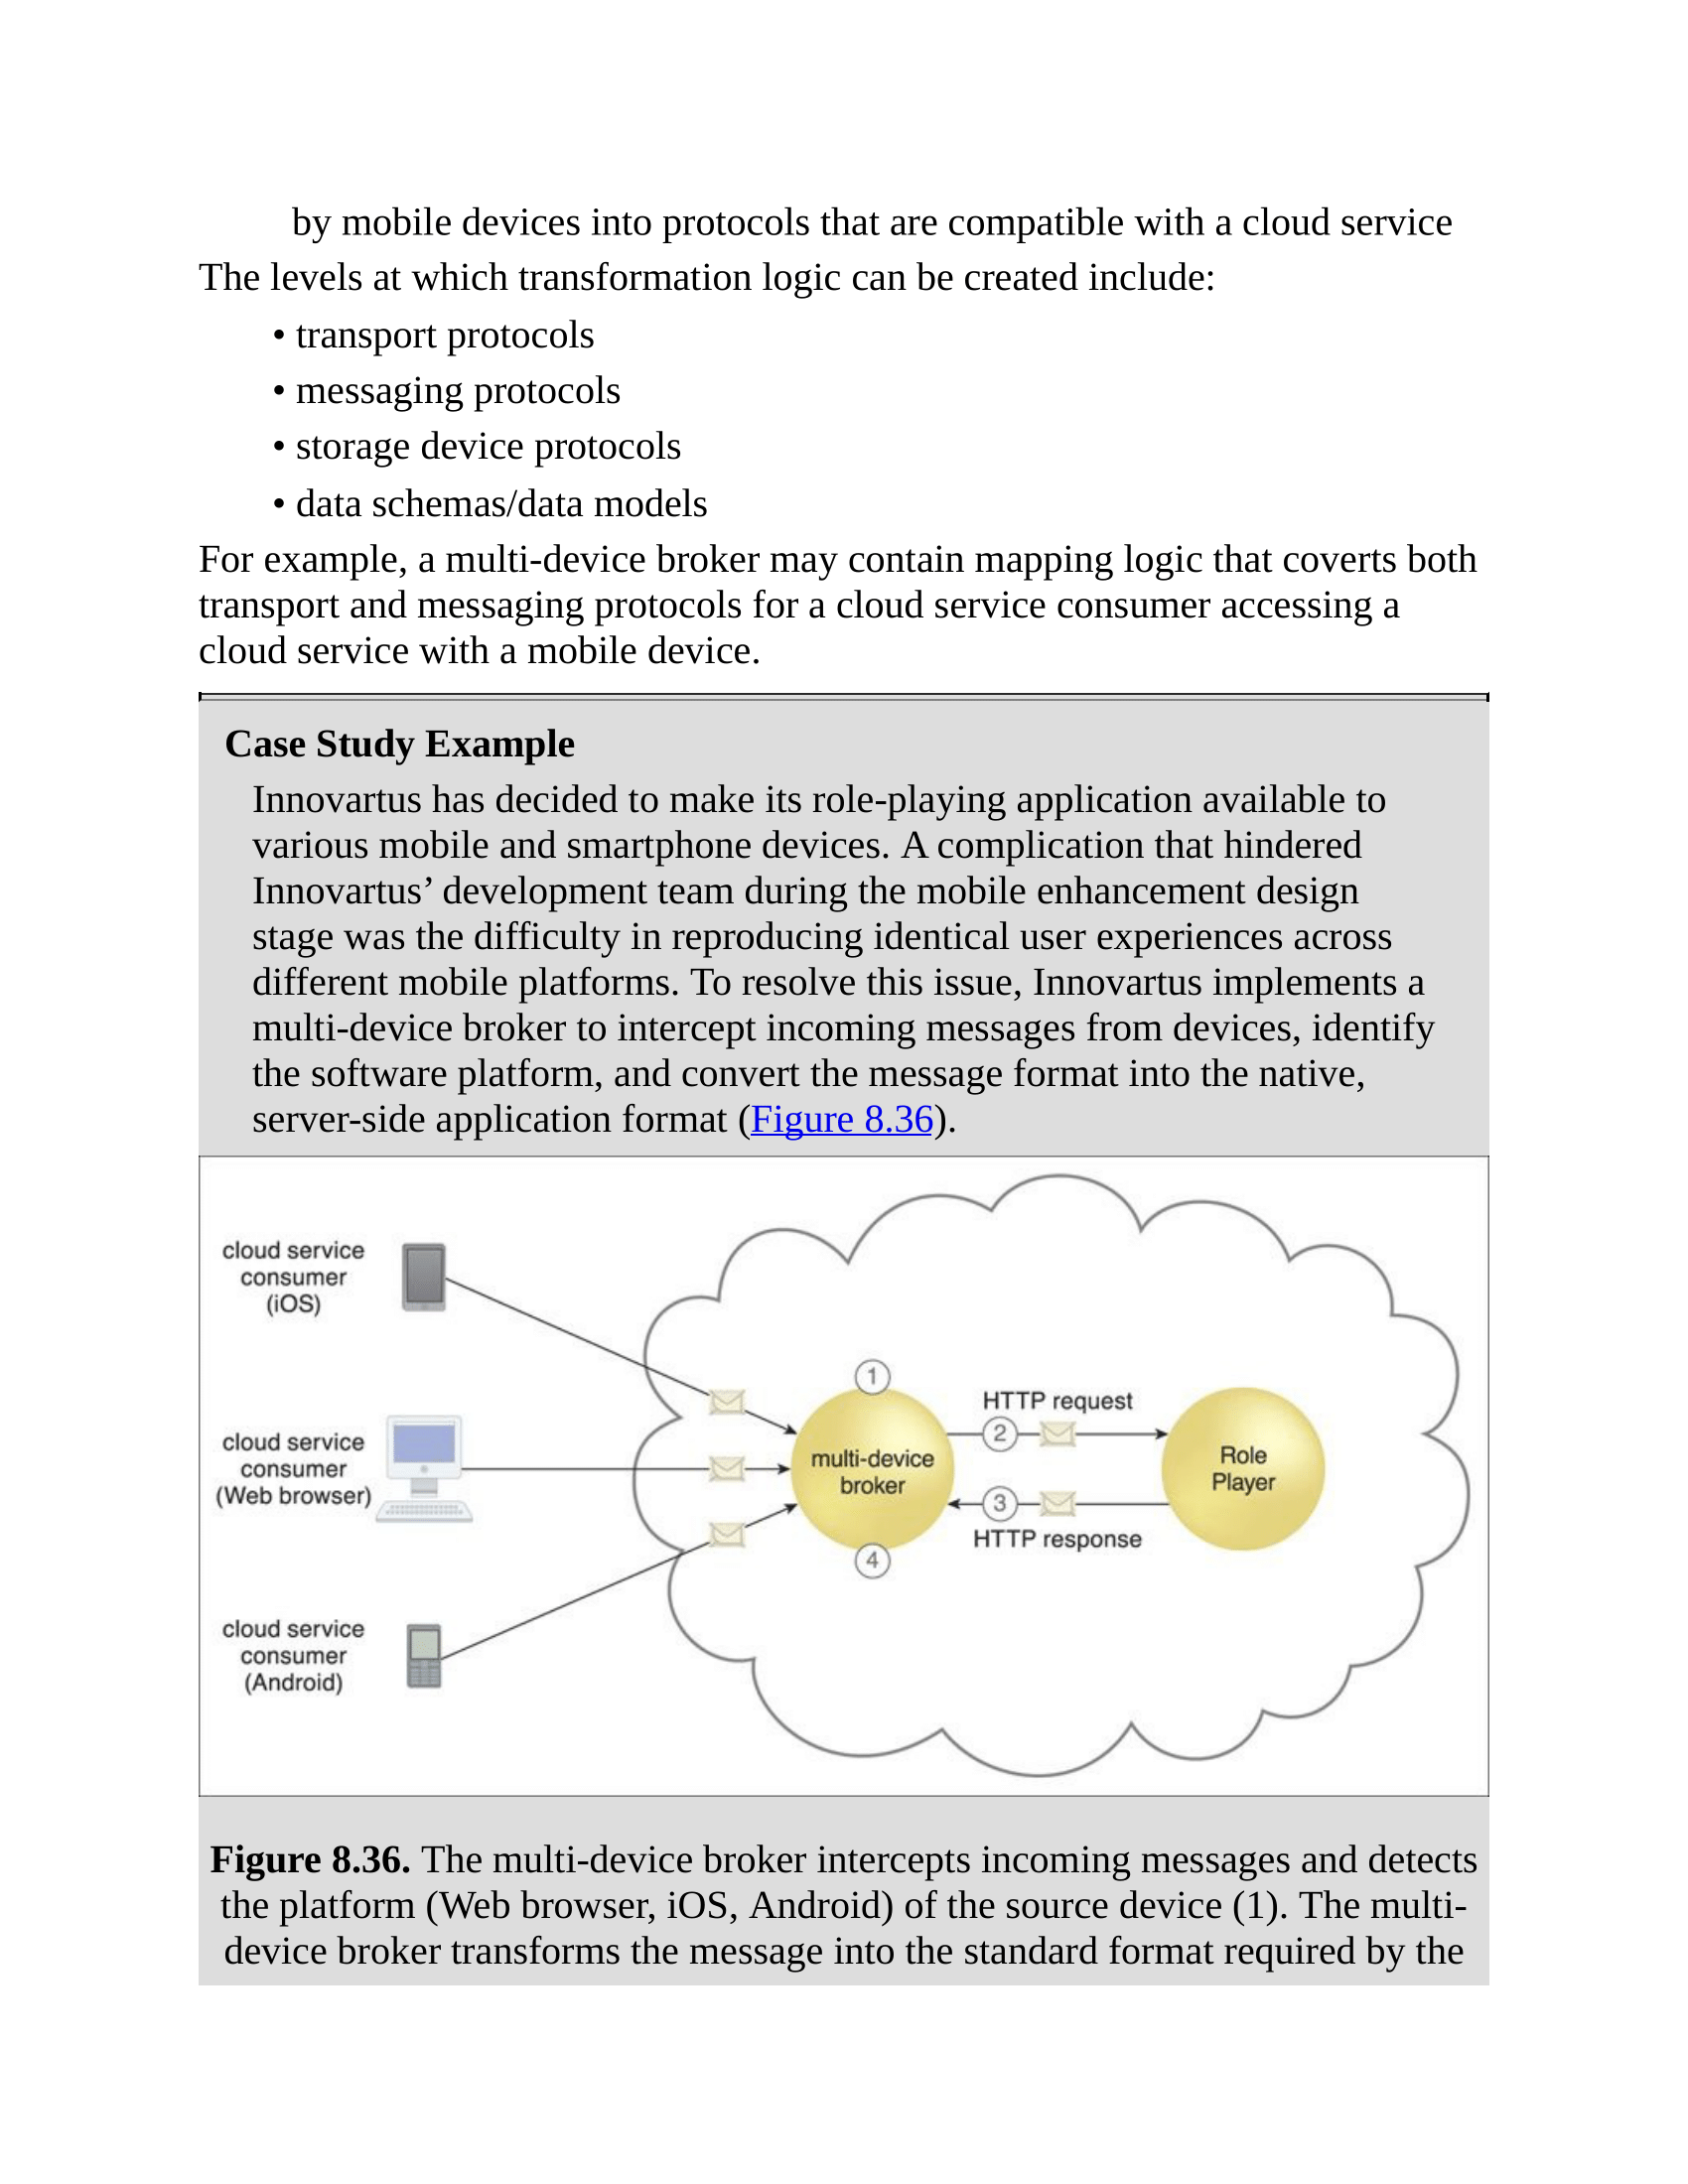 by mobile devices into protocols that are compatible with a cloud service
The levels at which transformation logic can be created include:
• transport protocols
• messaging protocols
• storage device protocols
• data schemas/data models
For example, a multi-device broker may contain mapping logic that coverts both
transport and messaging protocols for a cloud service consumer accessing a
cloud service with a mobile device.
Case Study Example
Innovartus has decided to make its role-playing application available to
various mobile and smartphone devices. A complication that hindered
Innovartus’ development team during the mobile enhancement design
stage was the difficulty in reproducing identical user experiences across
different mobile platforms. To resolve this issue, Innovartus implements a
multi-device broker to intercept incoming messages from devices, identify
the software platform, and convert the message format into the native,
server-side application format (Figure 8.36).
cloud service
consumer
(iOS)
cloud service
consumer
(Web browser)
cloud service
consumer
(Android)
1
multi-device
broker
4
HTTP request
2
3
HTTP response
Role
Player
Figure 8.36. The multi-device broker intercepts incoming messages and detects
the platform (Web browser, iOS, Android) of the source device (1). The multi-
device broker transforms the message into the standard format required by the